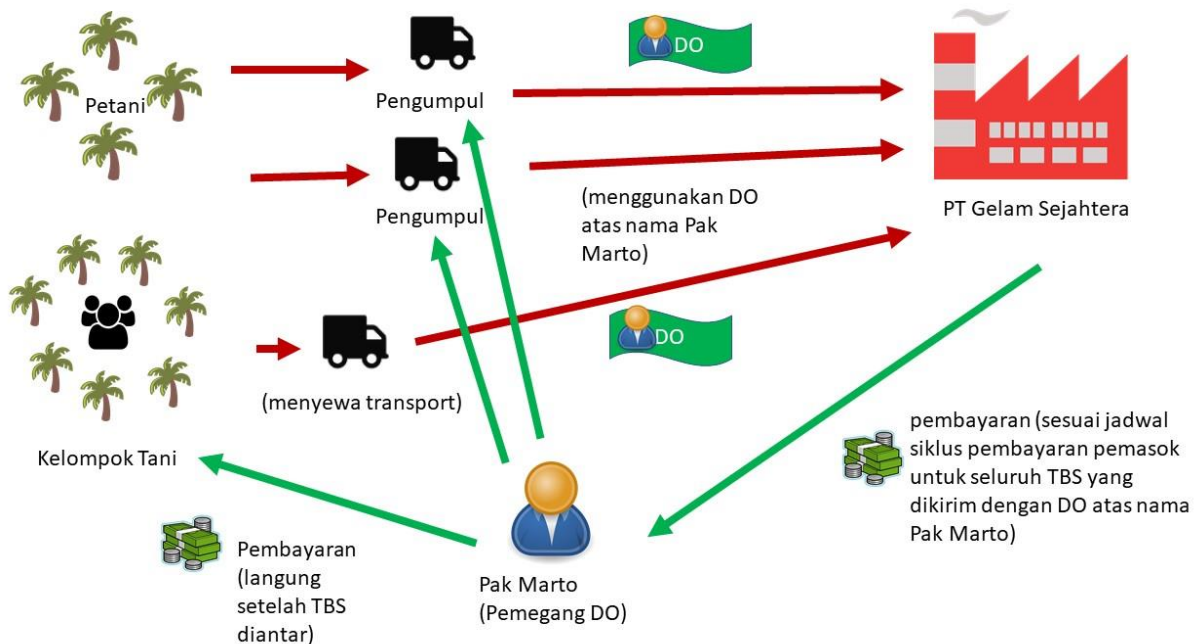 Petani
Pengumpul
DO
Pengumpul
(menggunakan DO
atas nama Pak
Marto)
PT Gelam Sejahtera
DO
(menyewa transport)
Kelompok Tani
pembayaran (sesuai jadwal
siklus pembayaran pemasok
untuk seluruh TBS yang
dikirim dengan DO atas nama
Pak Marto)
Pembayaran
(langung
setelah TBS
diantar)
Pak Marto
(Pemegang DO)